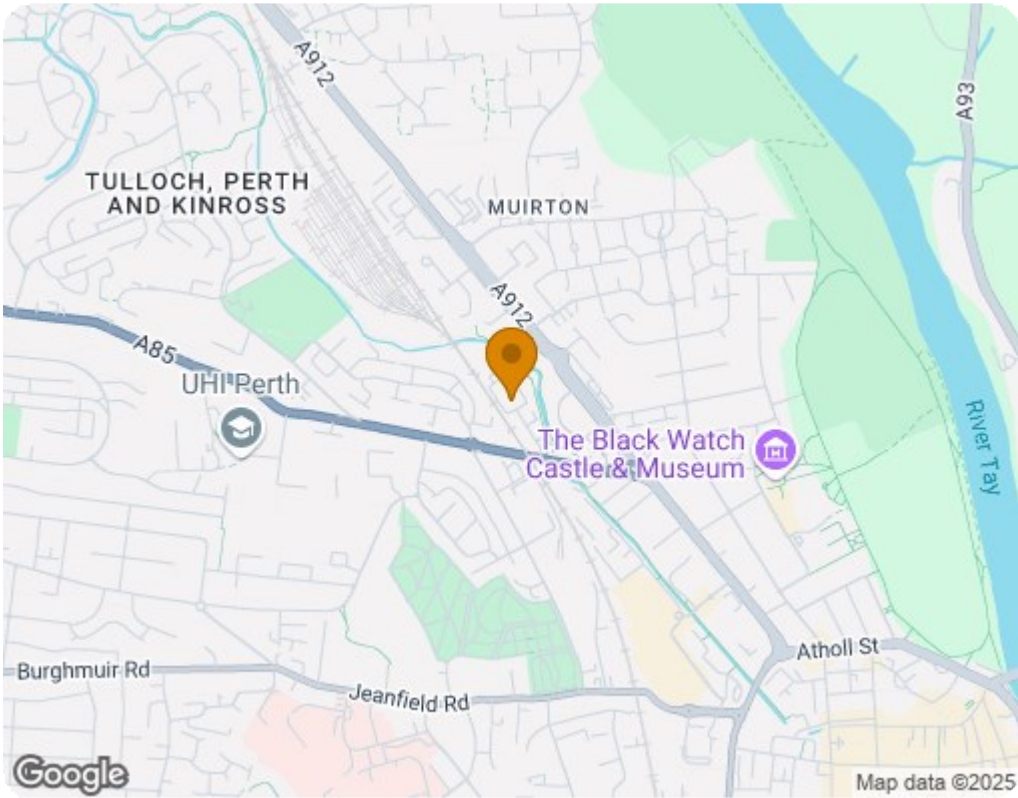 A912
A93
TULLOCH, PERTH
AND KINROSS
MUIRTON
A912
A85
UHI Perth
The Black Watch
Castle & Museum
River Tay
Atholl St
Burghmuir Rd
Jeanfield Rd
Google
Map data ©2025